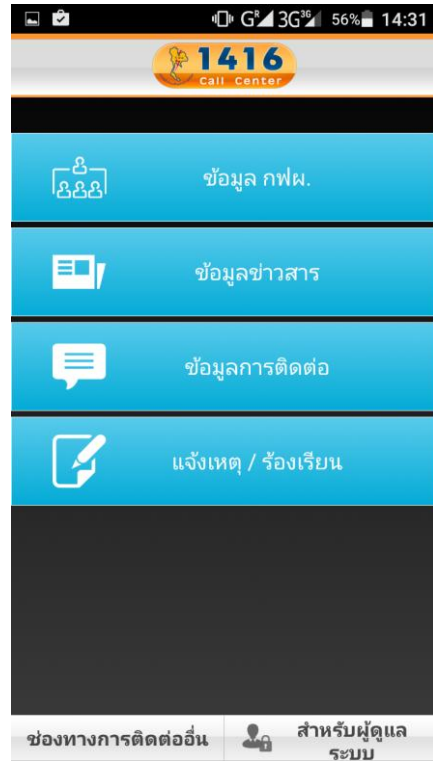 G R 3G 3G 56% 14:31
1416
Call Center
ข้อมูล กฟผ.
ข้อมูลข่าวสาร
ข้อมูลการติดต่อ
แจ้งเหตุ / ร้องเรียน
ช่องทางการติดต่ออื่น
สำหรับผู้ดูแล
ระบบ